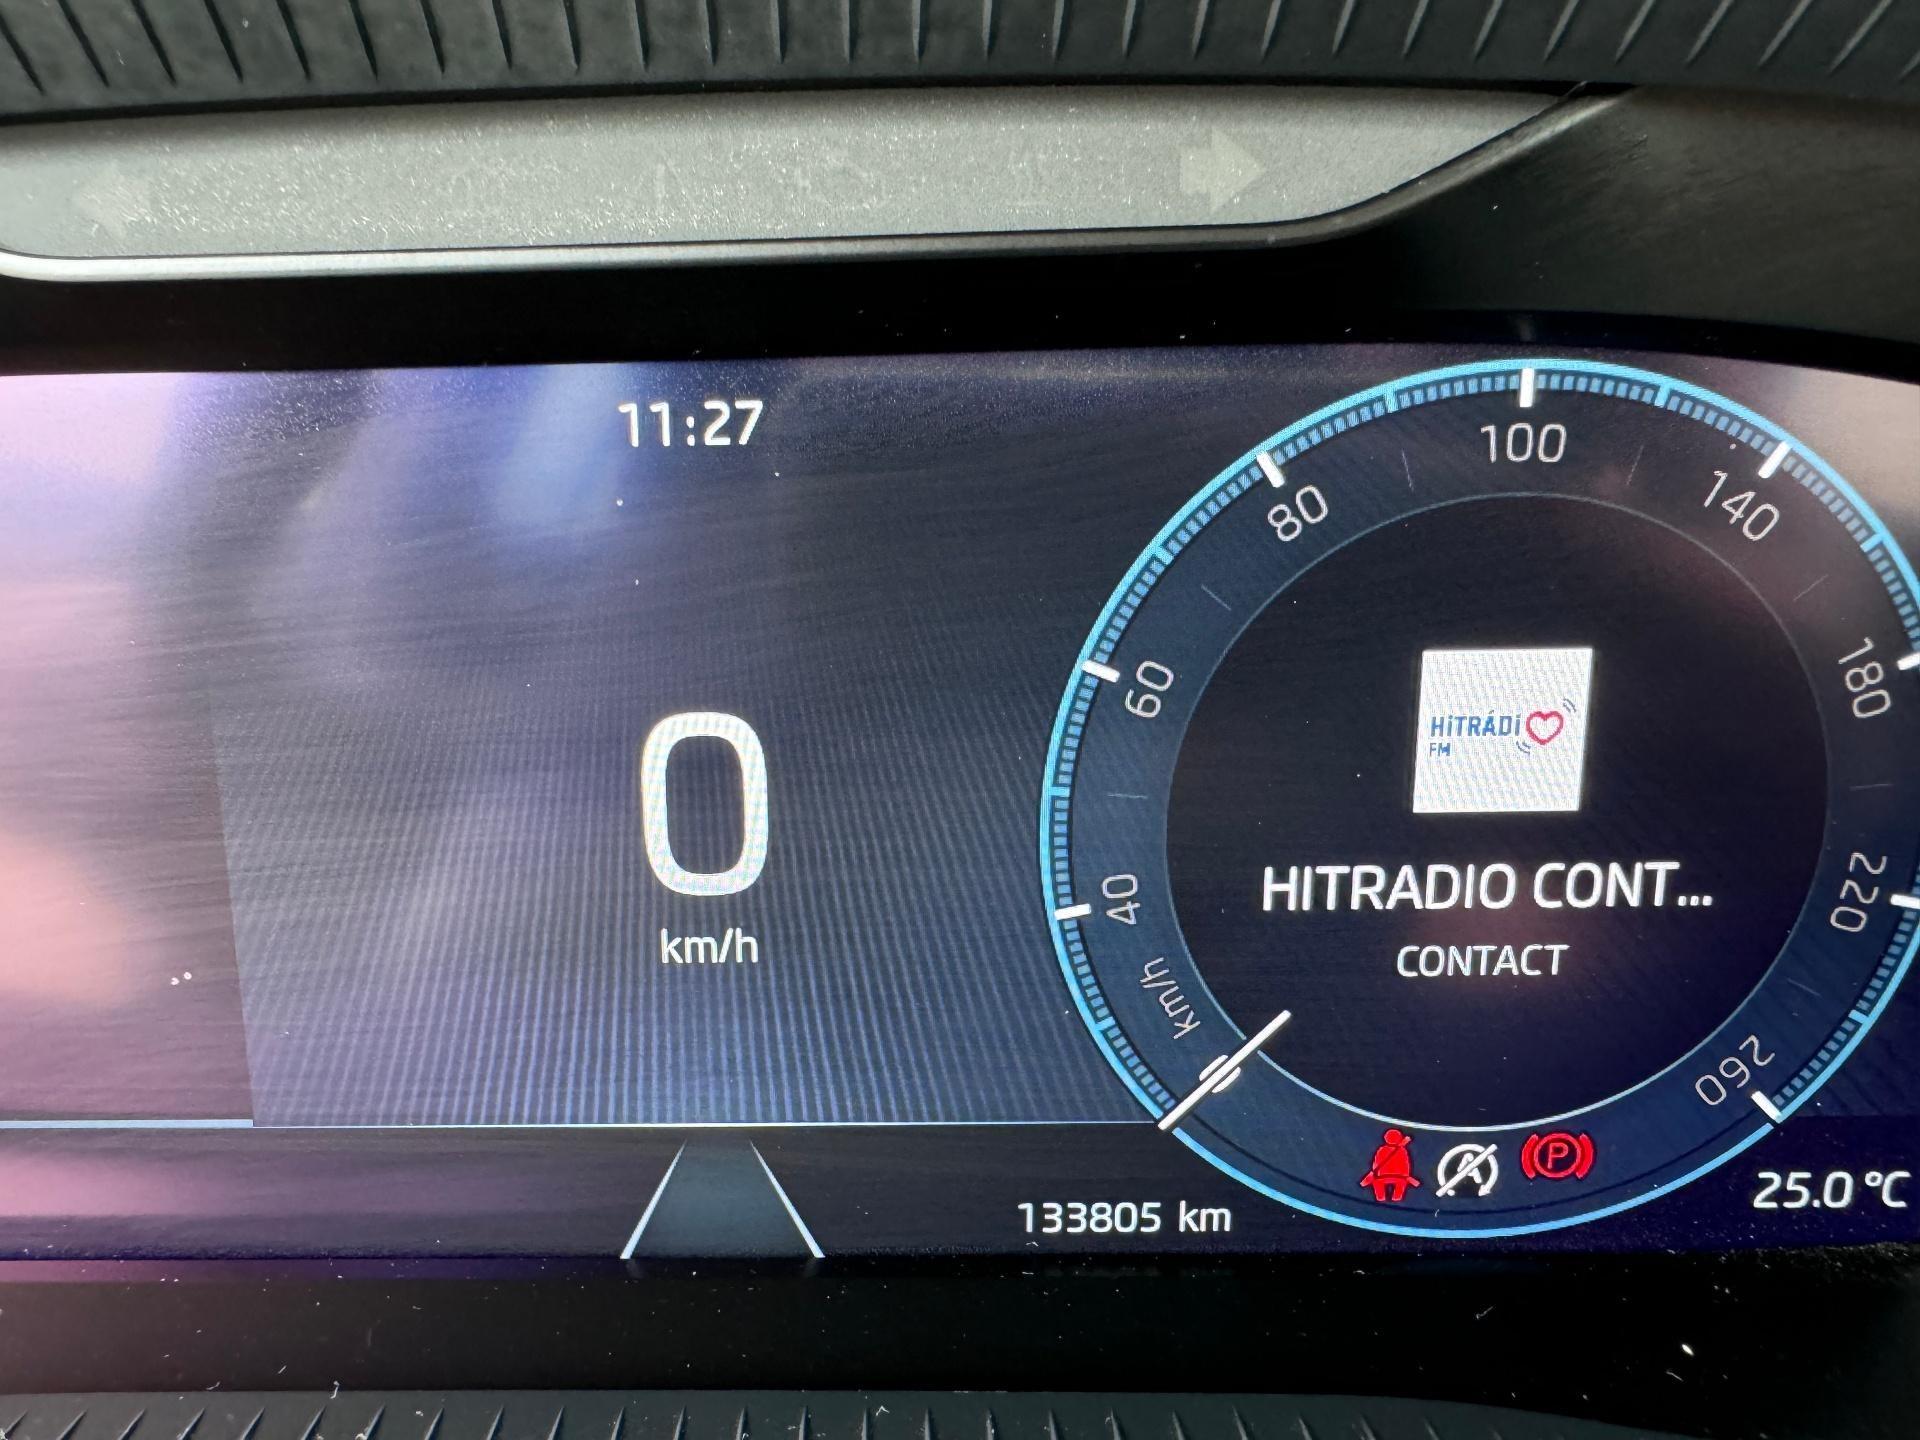 11:27
0
km/h
km/h
40
60
80
100
140
180
220
260
HiTRÁDi
FM
HITRADIO CONT...
CONTACT
A
P
133805 km
25.0 °C